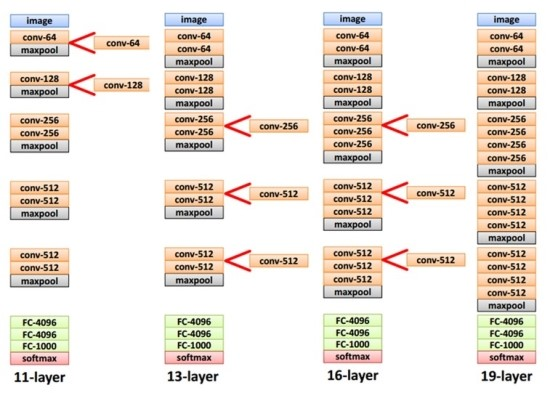 image
conv-64
maxpool
conv-64
conv-128
maxpool
conv-128
conv-256
conv-256
maxpool
conv-512
conv-512
maxpool
conv-512
conv-512
maxpool
FC-4096
FC-4096
FC-1000
softmax
11-layer
image
conv-64
conv-64
maxpool
conv-128
conv-128
maxpool
conv-256
conv-256
maxpool
conv-256
conv-512
conv-512
maxpool
conv-512
conv-512
conv-512
maxpool
conv-512
FC-4096
FC-4096
FC-1000
softmax
13-layer
image
conv-64
conv-64
maxpool
conv-128
conv-128
maxpool
conv-256
conv-256
conv-256
maxpool
conv-256
conv-512
conv-512
conv-512
maxpool
conv-512
conv-512
conv-512
conv-512
maxpool
conv-512
FC-4096
FC-4096
FC-1000
softmax
16-layer
image
conv-64
conv-64
maxpool
conv-128
conv-128
maxpool
conv-256
conv-256
conv-256
conv-256
maxpool
conv-512
conv-512
conv-512
conv-512
maxpool
conv-512
conv-512
conv-512
conv-512
maxpool
FC-4096
FC-4096
FC-1000
softmax
19-layer